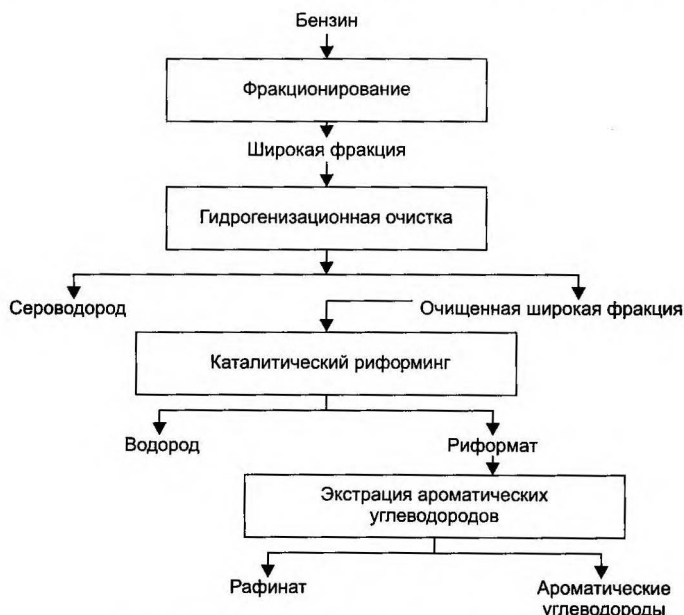 Бензин
Фракционирование
Широкая фракция
Гидрогенизационная очистка
Сероводород
Очищенная широкая фракция
Каталитический риформинг
Водород
Риформат
Экстрация ароматических
углеводородов
Рафинат
Ароматические
углеводороды